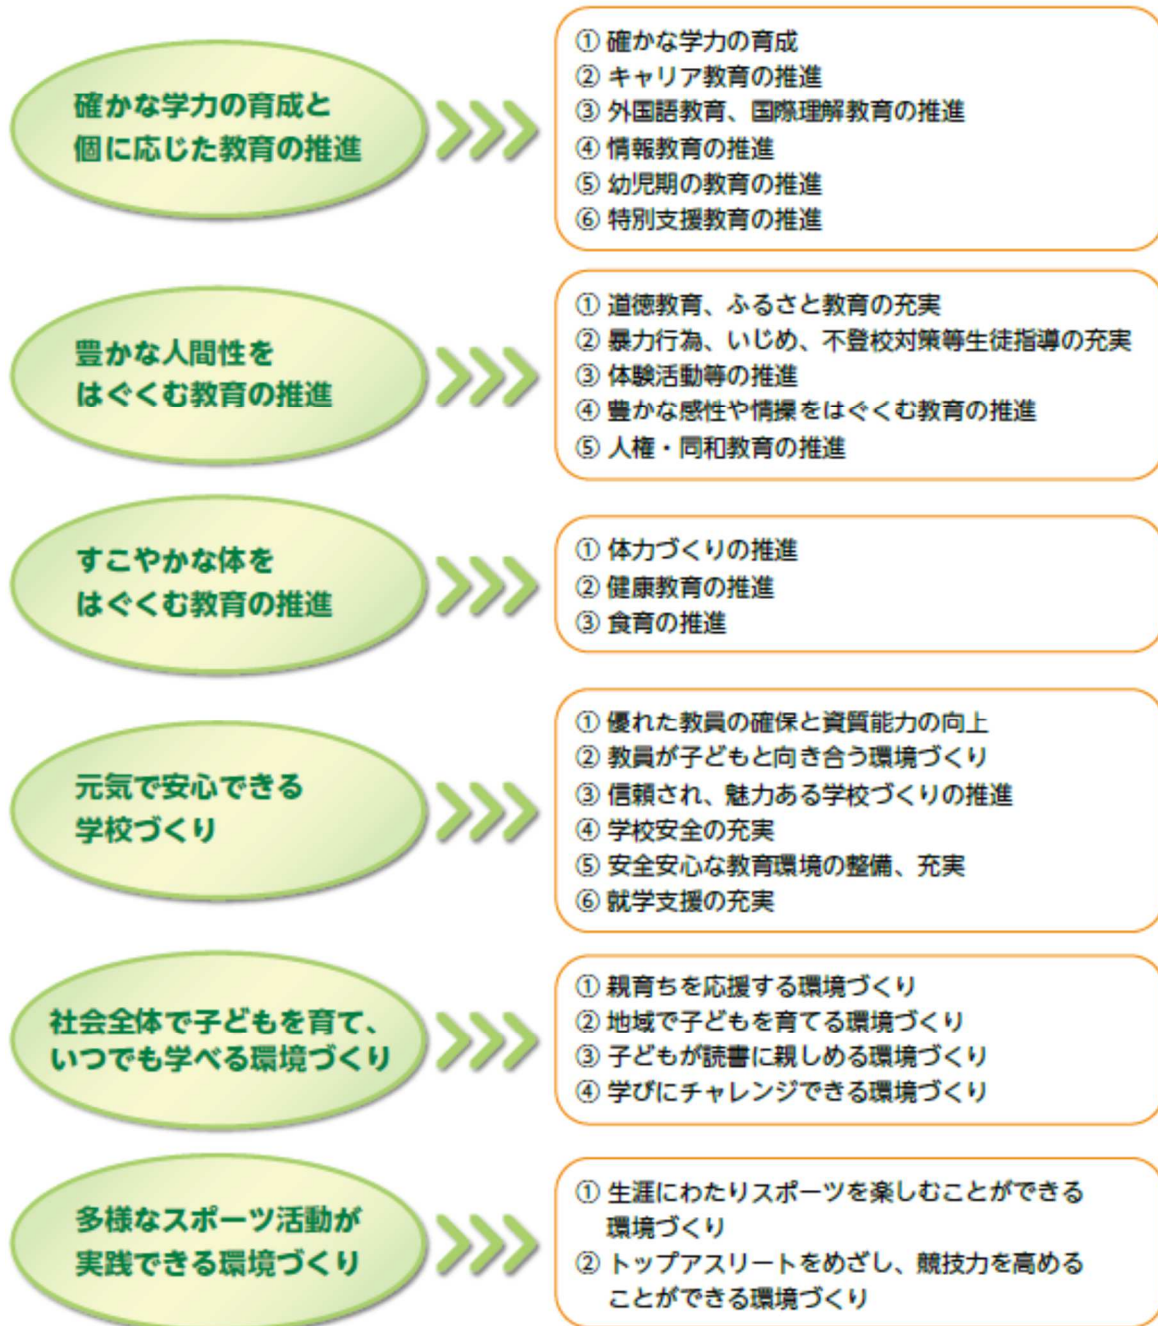 確かな学力の育成と
個に応じた教育の推進
① 確かな学力の育成
② キャリア教育の推進
③ 外国語教育、国際理解教育の推進
④ 情報教育の推進
⑤ 幼児期の教育の推進
⑥ 特別支援教育の推進
豊かな人間性を
はぐくむ教育の推進
① 道徳教育、ふるさと教育の充実
② 暴力行為、いじめ、不登校対策等生徒指導の充実
③ 体験活動等の推進
④ 豊かな感性や情操をはぐくむ教育の推進
⑤ 人権・同和教育の推進
すこやかな体を
はぐくむ教育の推進
① 体力づくりの推進
② 健康教育の推進
③ 食育の推進
元気で安心できる
学校づくり
① 優れた教員の確保と資質能力の向上
② 教員が子どもと向き合う環境づくり
③ 信頼され、魅力ある学校づくりの推進
④ 学校安全の充実
⑤ 安全安心な教育環境の整備、充実
⑥ 就学支援の充実
社会全体で子どもを育て、
いつでも学べる環境づくり
① 親育ちを応援する環境づくり
② 地域で子どもを育てる環境づくり
③ 子どもが読書に親しめる環境づくり
④ 学びにチャレンジできる環境づくり
多様なスポーツ活動が
実践できる環境づくり
① 生涯にわたりスポーツを楽しむことができる
環境づくり
② トップアスリートをめざし、競技力を高める
ことができる環境づくり